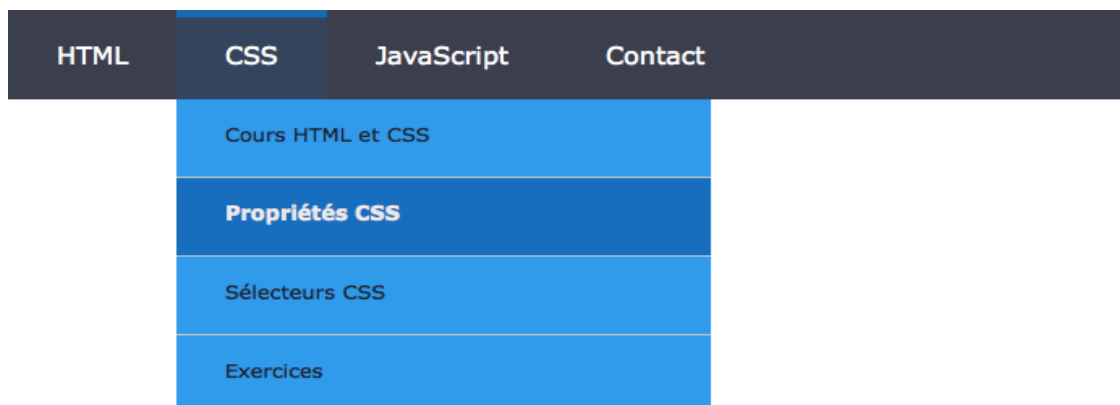 HTML CSS JavaScript Contact
Cours HTML et CSS
Propriétés CSS
Sélecteurs CSS
Exercices